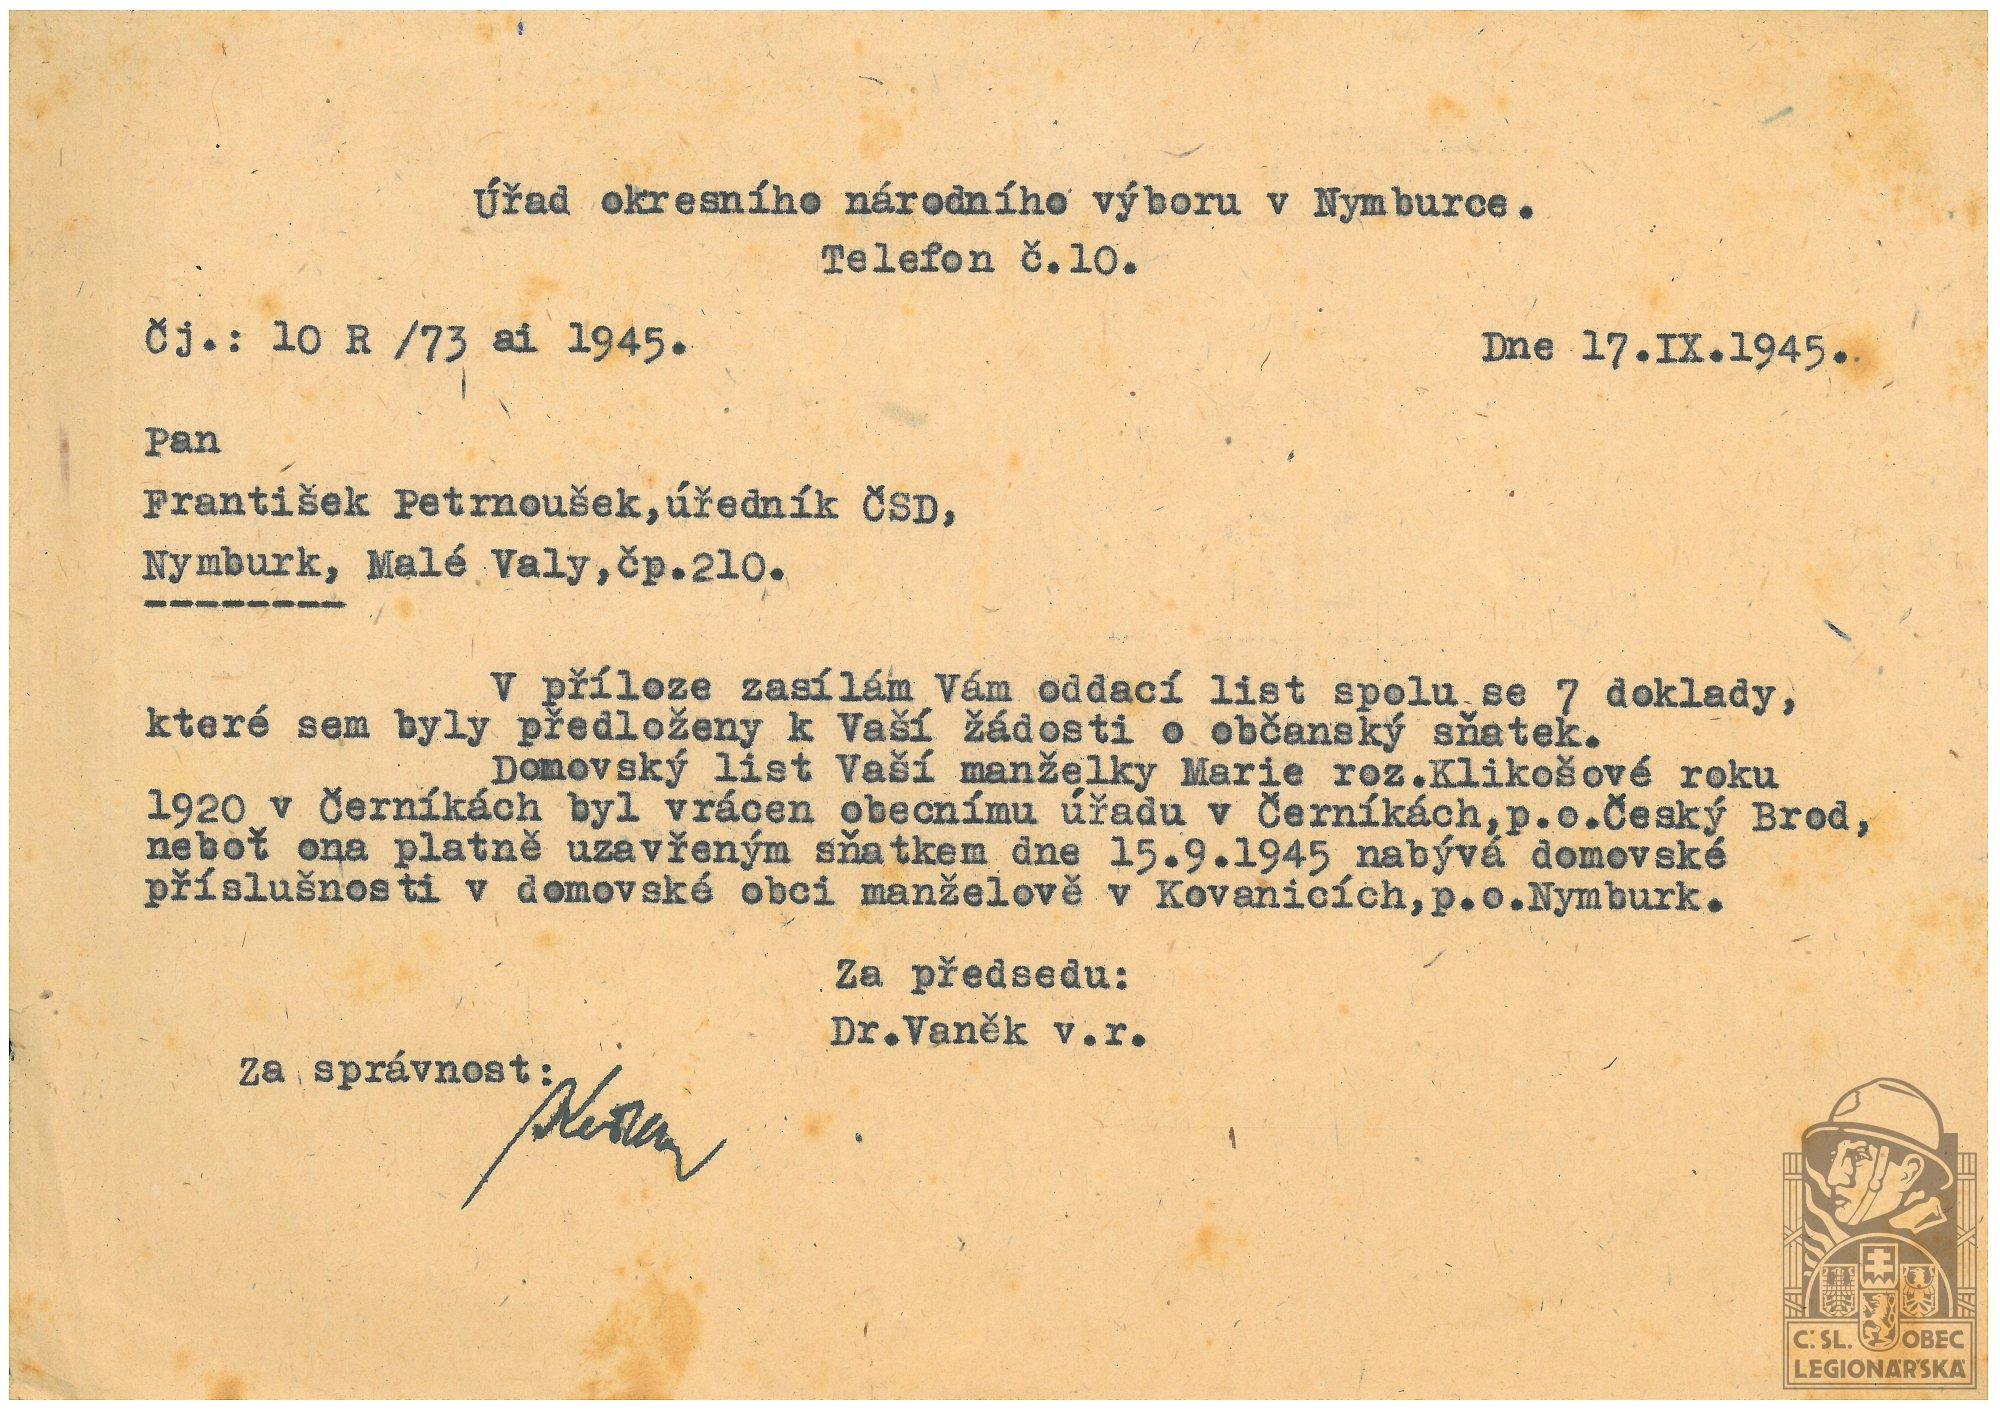 Úřad okresního národního výboru v Nymburce.
Telefon č.10.
Čj.: 10 R /73 ai 1945.
Dne 17.IX.1945.
Pan
František Petrnoušek,úředník ČSD,
Nymburk, Malé Valy,čp.210.
--------
V příloze zasílám Vám oddací list spolu se 7 doklady,
které sem byly předloženy k Vaší žádosti o občanský sňatek.
Domovský list Vaší manželky Marie roz.Klikošové roku
1920 v Černíkách byl vrácen obecnímu úřadu v Černíkách,p.o.Český Brod,
neboť ona platně uzavřeným sňatkem dne 15.9.1945 nabývá domovské
příslušnosti v domovské obci manželově v Kovanicích,p.o.Nymburk.
Za předsedu:
Dr.Vaněk v.r.
Za správnost:
Č.SL. OBEC
LEGIONÁŘSKÁ